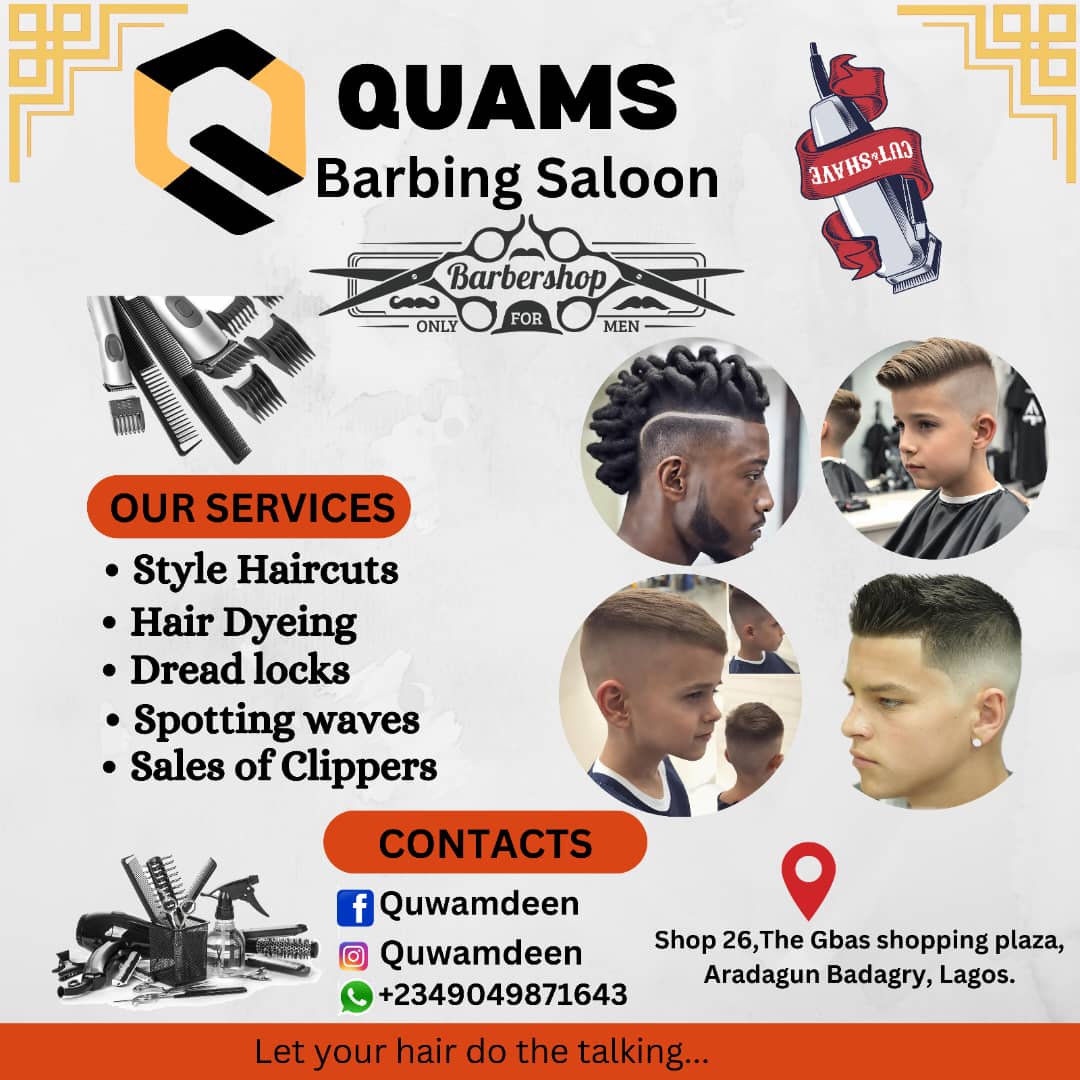 QUAMS
Barbing Saloon
CUT & SHAVE
Barbershop
ONLY FOR MEN
OUR SERVICES
• Style Haircuts
• Hair Dyeing
• Dread locks
• Spotting waves
• Sales of Clippers
CONTACTS
Quwamdeen
Quwamdeen
+2349049871643
Shop 26,The Gbas shopping plaza,
Aradagun Badagry, Lagos.
Let your hair do the talking...